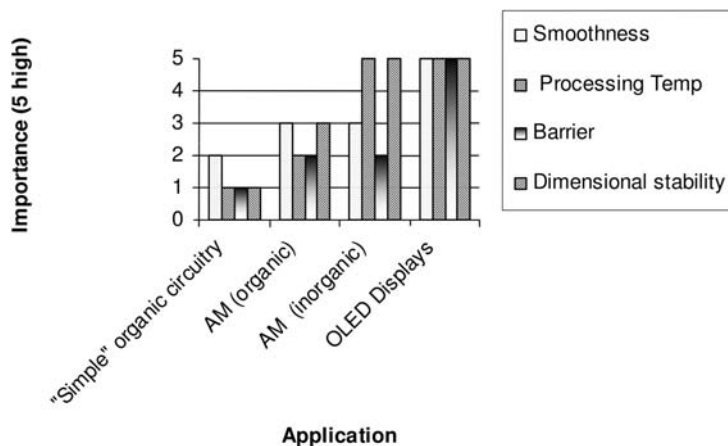 Importance (5 high)
5
4
3
2
1
0
"Simple" organic circuitry
AM (organic)
AM (inorganic)
OLED Displays
Application
Smoothness
Processing Temp
Barrier
Dimensional stability